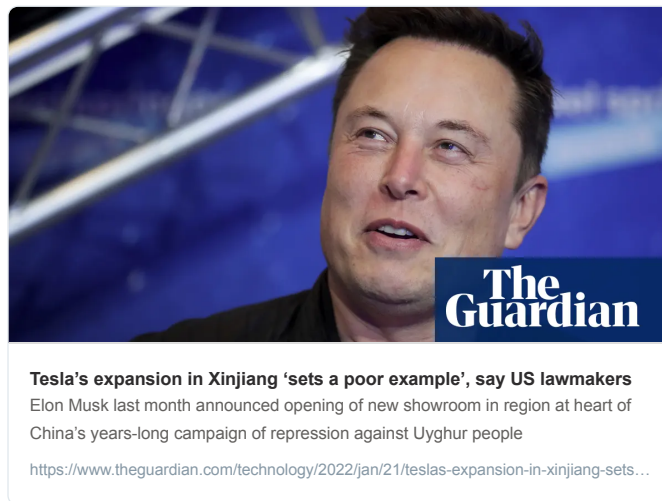 The
Guardian
Tesla’s expansion in Xinjiang ‘sets a poor example’, say US lawmakers
Elon Musk last month announced opening of new showroom in region at heart of
China’s years-long campaign of repression against Uyghur people
https://www.theguardian.com/technology/2022/jan/21/teslas-expansion-in-xinjiang-sets…